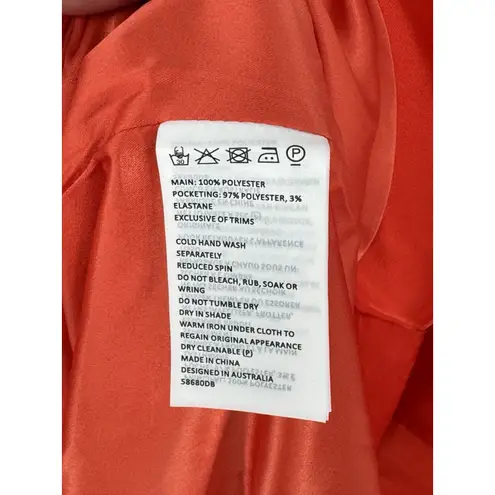 30
P
MAIN: 100% POLYESTER
POCKETING: 97% POLYESTER, 3%
ELASTANE
EXCLUSIVE OF TRIMS
COLD HAND WASH
SEPARATELY
REDUCED SPIN
DO NOT BLEACH, RUB, SOAK OR
WRING
DO NOT TUMBLE DRY
DRY IN SHADE
WARM IRON UNDER CLOTH TO
REGAIN ORIGINAL APPEARANCE
DRY CLEANABLE (P)
MADE IN CHINA
DESIGNED IN AUSTRALIA
58680DB